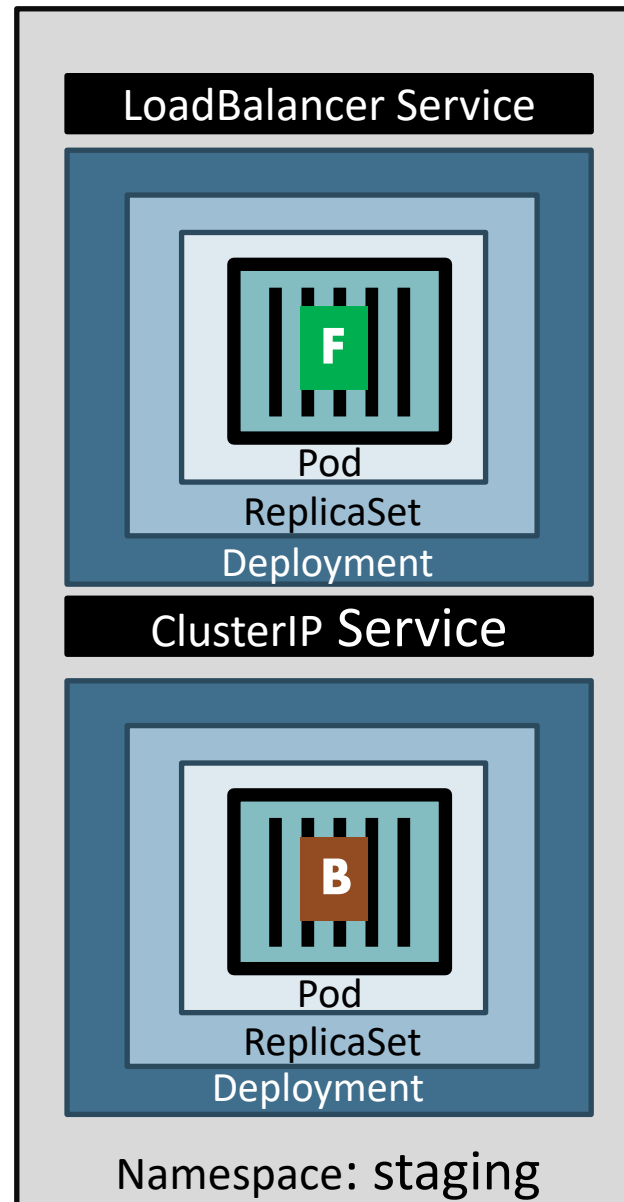 LoadBalancer Service
F
Pod
ReplicaSet
Deployment
ClusterIP Service
B
Pod
ReplicaSet
Deployment
Namespace: staging